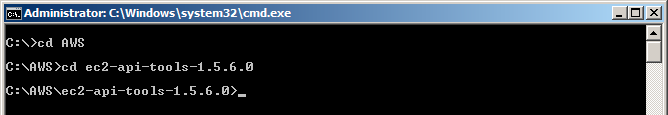 Administrator: C:\Windows\system32\cmd.exe
C:\>cd AWS
C:\AWS>cd ec2-api-tools-1.5.6.0
C:\AWS\ec2-api-tools-1.5.6.0>_